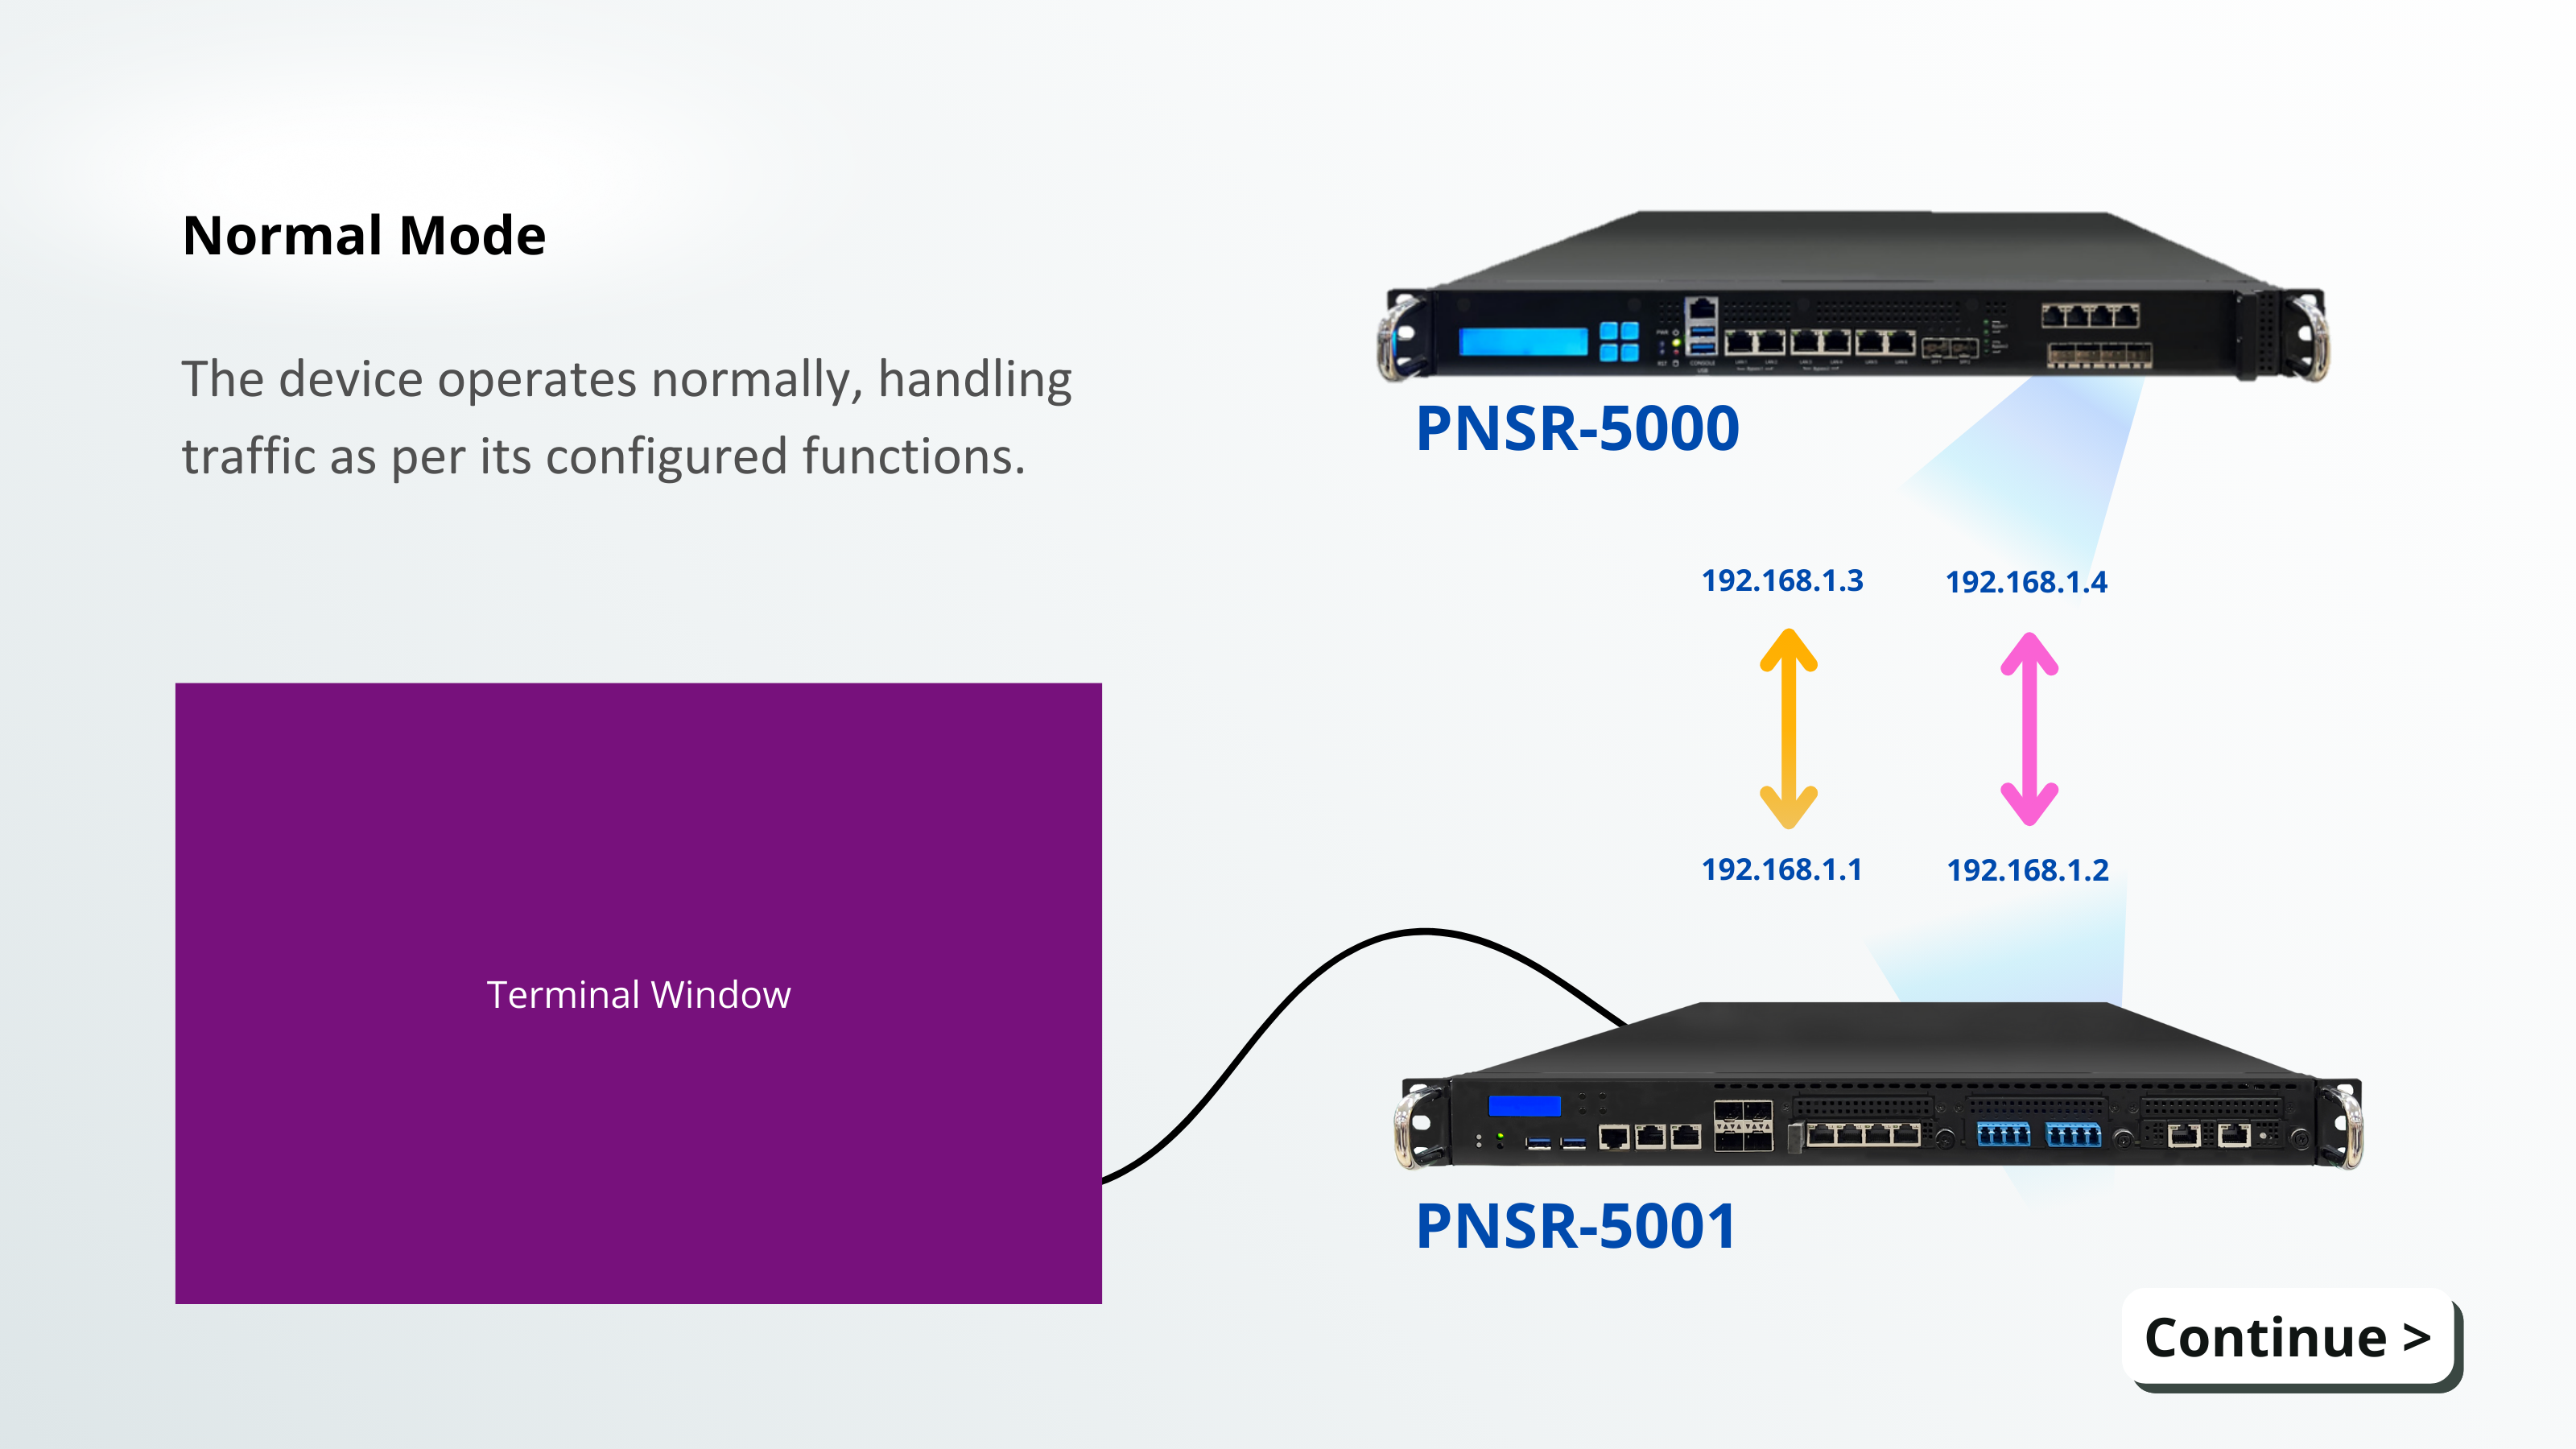 Normal Mode
The device operates normally, handling
traffic as per its configured functions.
PNSR-5000
192.168.1.3
192.168.1.4
192.168.1.1
192.168.1.2
Terminal Window
PNSR-5001
Continue >